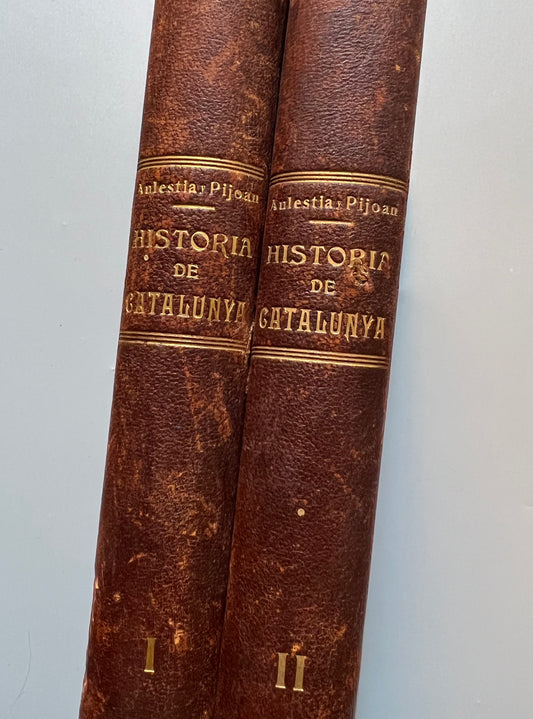 Aulestia y Pijoan
HISTORIA
DE
CATALUNYA
I
Aulestia y Pijoan
HISTORIA
DE
CATALUNYA
II